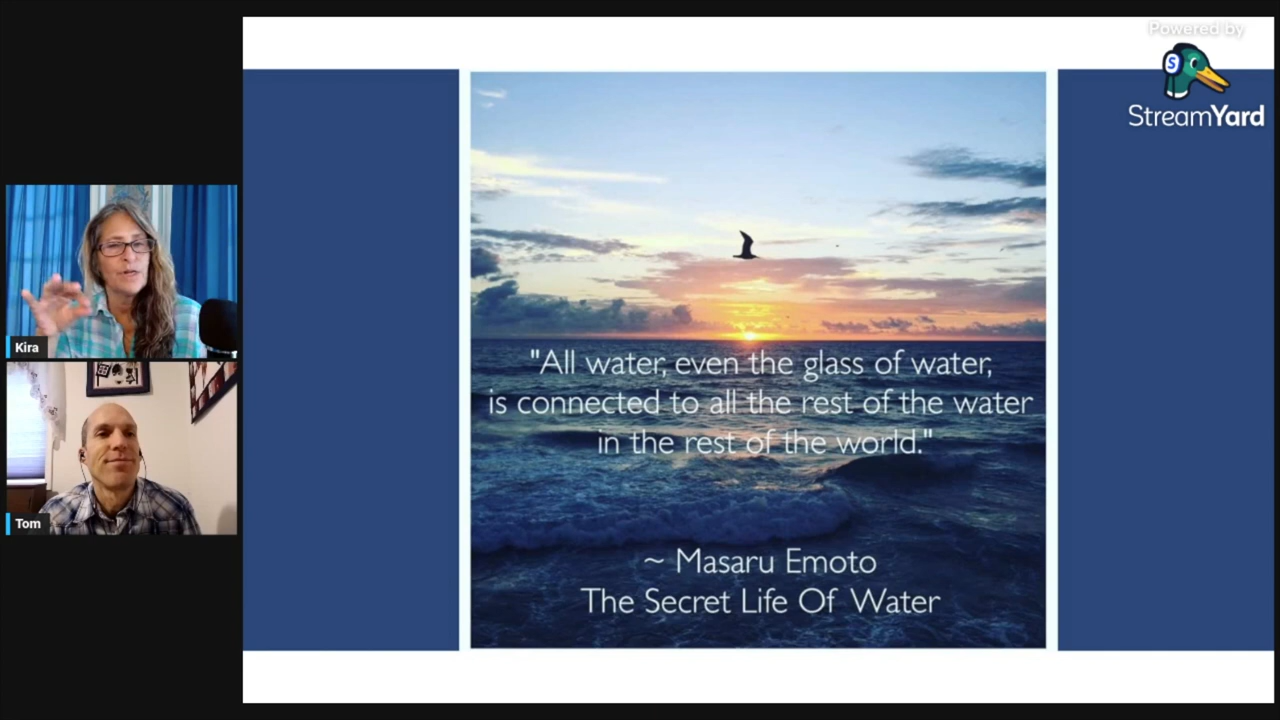 Powered by
StreamYard
Kira
Tom
"All water, even the glass of water,
is connected to all the rest of the water
in the rest of the world."
~ Masaru Emoto
The Secret Life Of Water